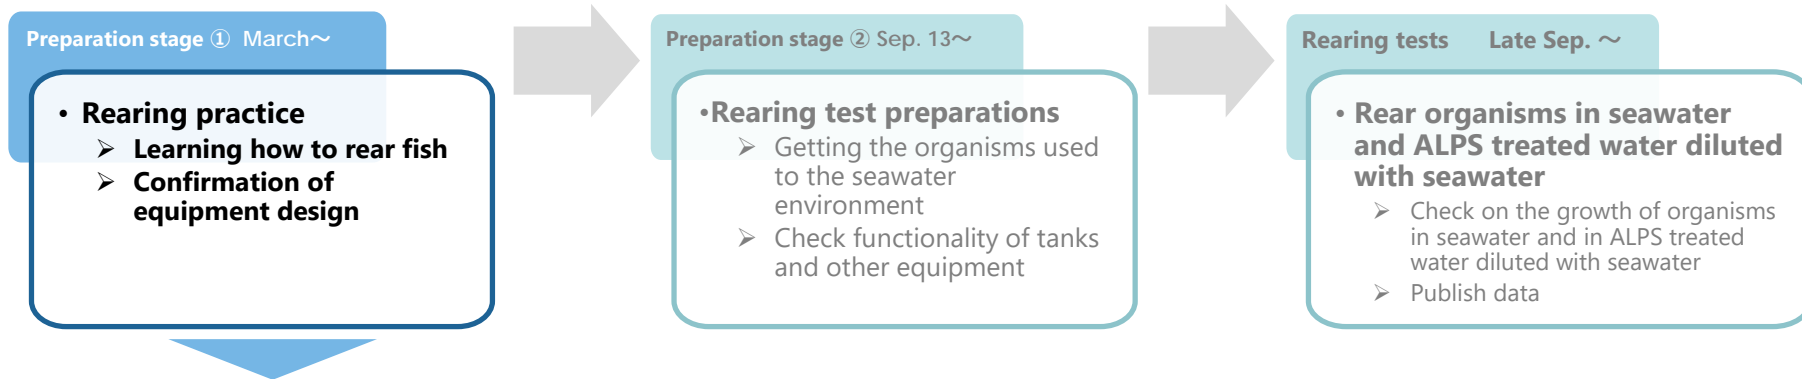 Preparation stage ① March～
• Rearing practice
➢ Learning how to rear fish
➢ Confirmation of
equipment design
Preparation stage ② Sep. 13～
•Rearing test preparations
➢ Getting the organisms used
to the seawater
environment
➢ Check functionality of tanks
and other equipment
Rearing tests Late Sep. ～
• Rear organisms in seawater
and ALPS treated water diluted
with seawater
➢ Check on the growth of organisms
in seawater and in ALPS treated
water diluted with seawater
➢ Publish data